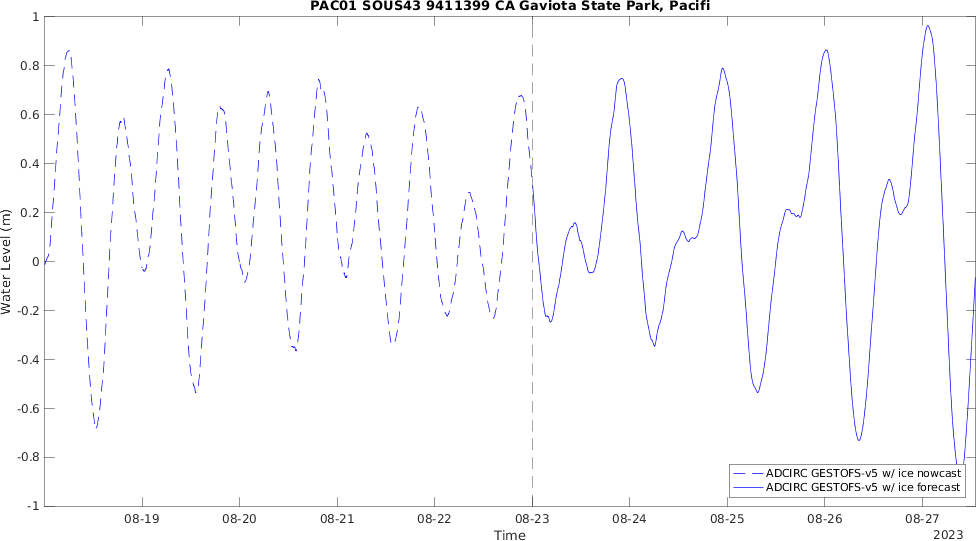 PAC01 SOUS43 9411399 CA Gaviota State Park, Pacifi
1
0.8
0.6
0.4
0.2
0
-0.2
-0.4
-0.6
-0.8
-1
Water Level (m)
ADCIRC GESTOFS-v5 w/ ice nowcast
ADCIRC GESTOFS-v5 w/ ice forecast
08-19 08-20 08-21 08-22 08-23 08-24 08-25 08-26 08-27
Time
2023